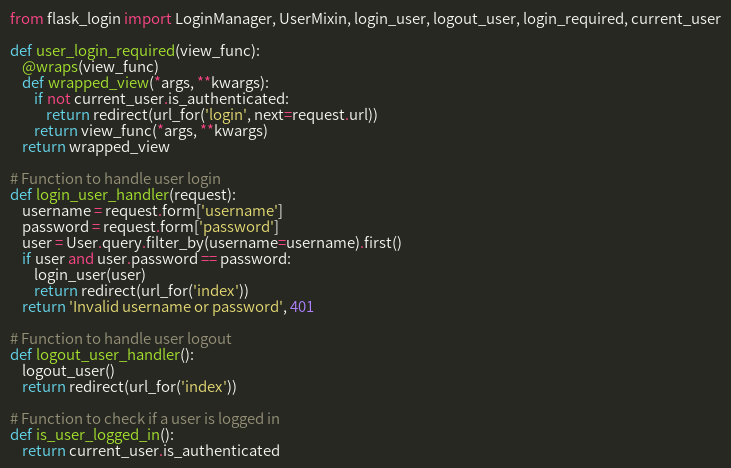 from flask_login import LoginManager, UserMixin, login_user, logout_user, login_required, current_user

def user_login_required(view_func):
    @wraps(view_func)
    def wrapped_view(*args, **kwargs):
        if not current_user.is_authenticated:
            return redirect(url_for('login', next=request.url))
        return view_func(*args, **kwargs)
    return wrapped_view

# Function to handle user login
def login_user_handler(request):
    username = request.form['username']
    password = request.form['password']
    user = User.query.filter_by(username=username).first()
    if user and user.password == password:
        login_user(user)
        return redirect(url_for('index'))
    return 'Invalid username or password', 401

# Function to handle user logout
def logout_user_handler():
    logout_user()
    return redirect(url_for('index'))

# Function to check if a user is logged in
def is_user_logged_in():
    return current_user.is_authenticated